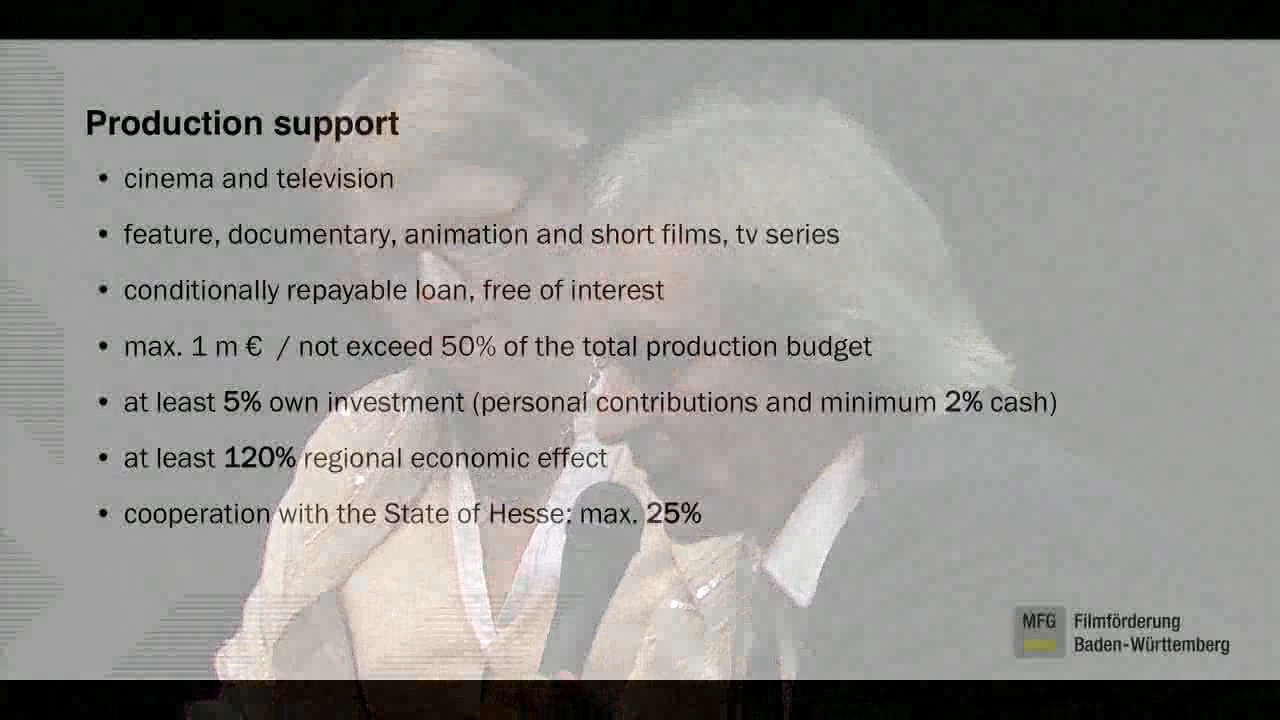 Production support
• cinema and television
• feature, documentary, animation and short films, tv series
• conditionally repayable loan, free of interest
• max. 1 m € / not exceed 50% of the total production budget
• at least 5% own investment (personal contributions and minimum 2% cash)
• at least 120% regional economic effect
• cooperation with the State of Hesse: max. 25%
MFG Filmförderung
Baden-Württemberg